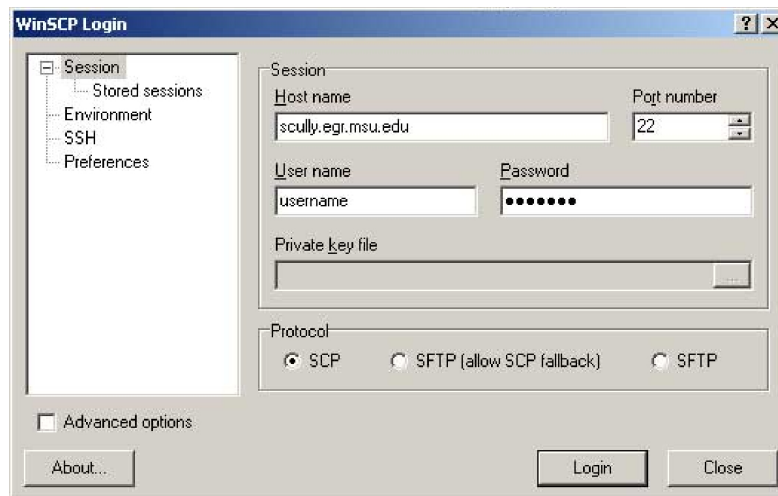 WinSCP Login
Session
Stored sessions
Environment
SSH
Preferences
Session
Host name
Port number
scully.egr.msu.edu
22
User name
Password
username
●●●●●●●
Private key file
...
Protocol
SCP
SFTP (allow SCP fallback)
SFTP
Advanced options
About...
Login
Close